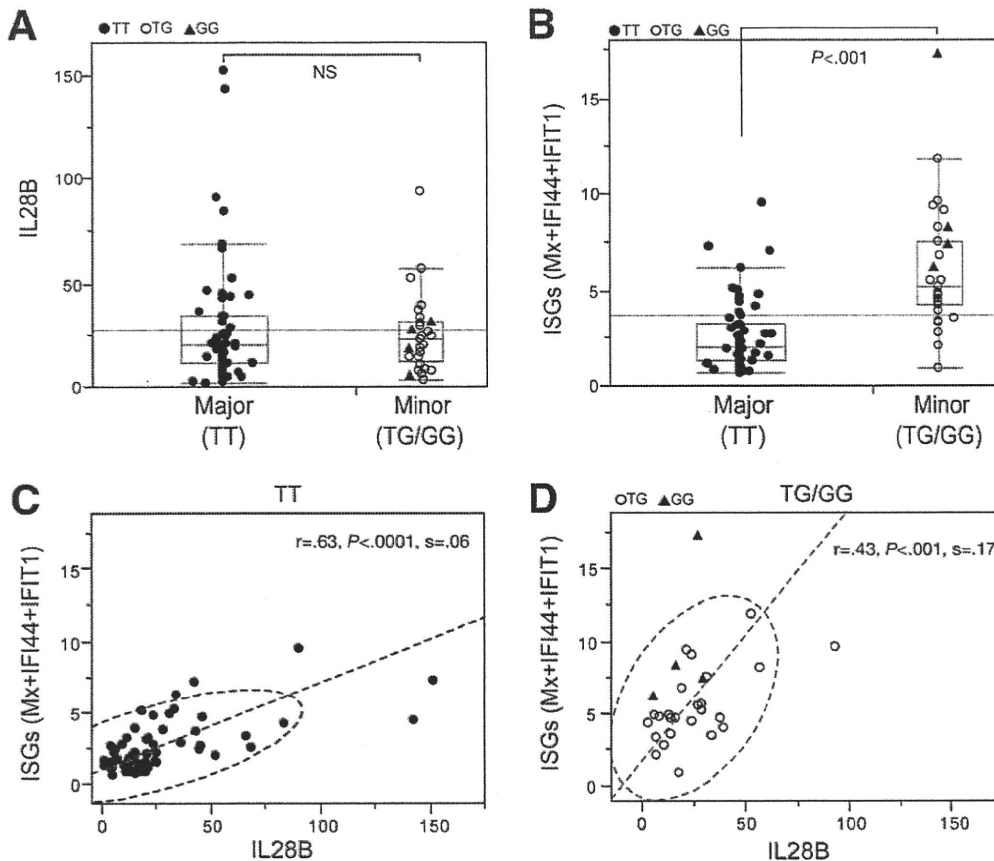 A
●TT ○TG ▲GG
NS
150
100
50
0
IL28B
Major
(TT)
Minor
(TG/GG)
B
●TT ○TG ▲GG
P<.001
15
10
5
0
ISGs (Mx+IFI44+IFIT1)
Major
(TT)
Minor
(TG/GG)
C
TT
r=.63, P<.0001, s=.06
15
10
5
0
ISGs (Mx+IFI44+IFIT1)
0 50 100 150
IL28B
D
○TG ▲GG
TG/GG
r=.43, P<.001, s=.17
15
10
5
0
ISGs (Mx+IFI44+IFIT1)
0 50 100 150
IL28B